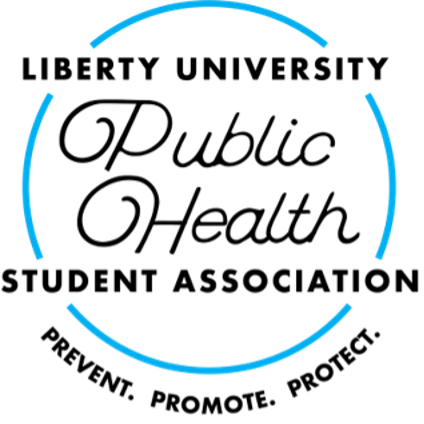 LIBERTY UNIVERSITY
Public
Health
STUDENT ASSOCIATION
PREVENT. PROMOTE. PROTECT.